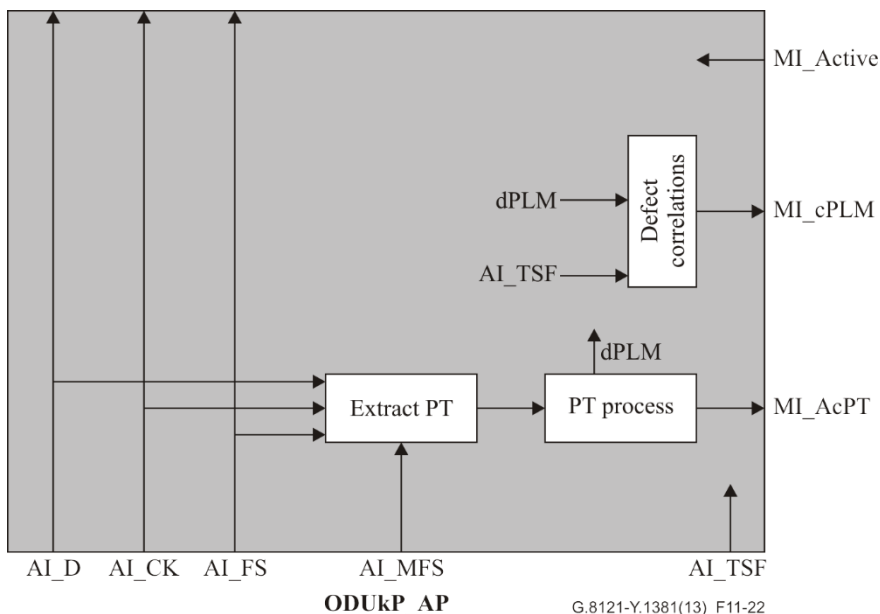 MI_Active
dPLM
Defect
correlations
MI_cPLM
AI_TSF
dPLM
Extract PT
PT process
MI_AcPT
AI_D
AI_CK
AI_FS
AI_MFS
AI_TSF
ODUkP_AP
G.8121-Y.1381(13)_F11-22